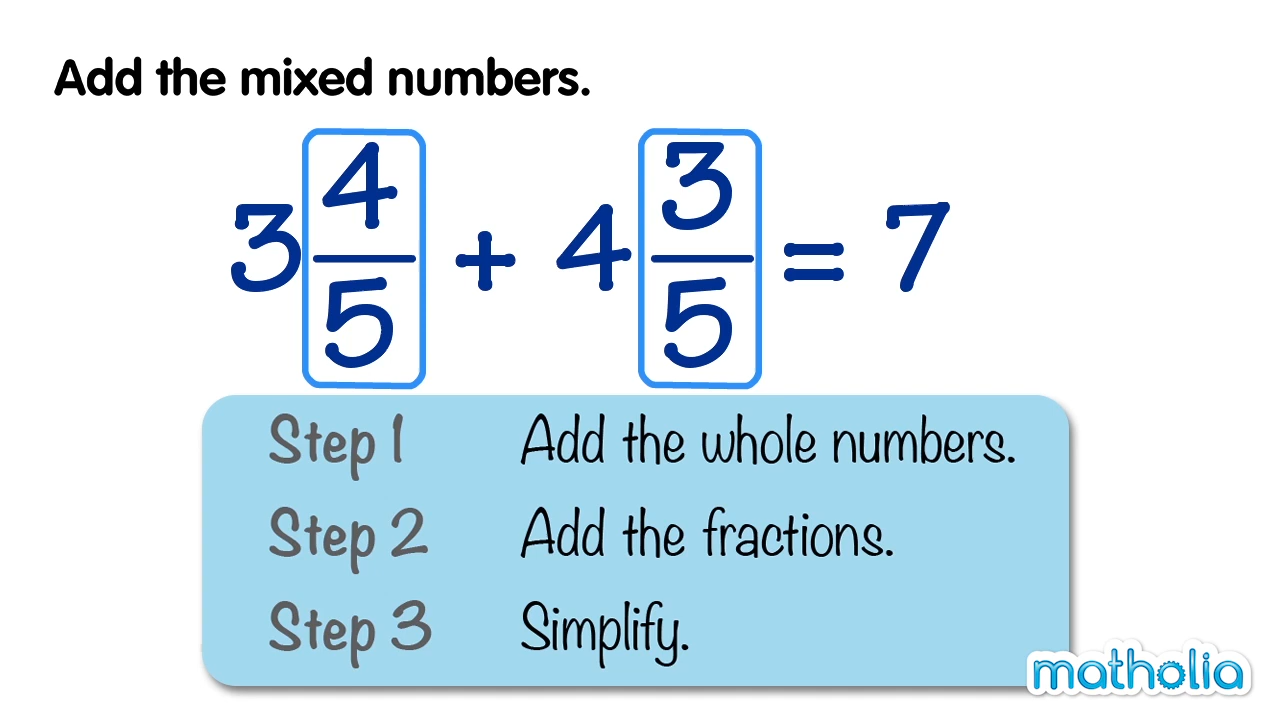 Add the mixed numbers.
3 4/5 + 4 3/5 = 7
Step 1 Add the whole numbers.
Step 2 Add the fractions.
Step 3 Simplify.
matholia